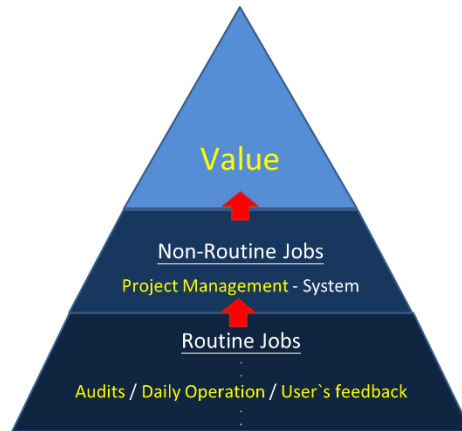 Value
Non-Routine Jobs
Project Management - System
Routine Jobs
Audits / Daily Operation / User`s feedback